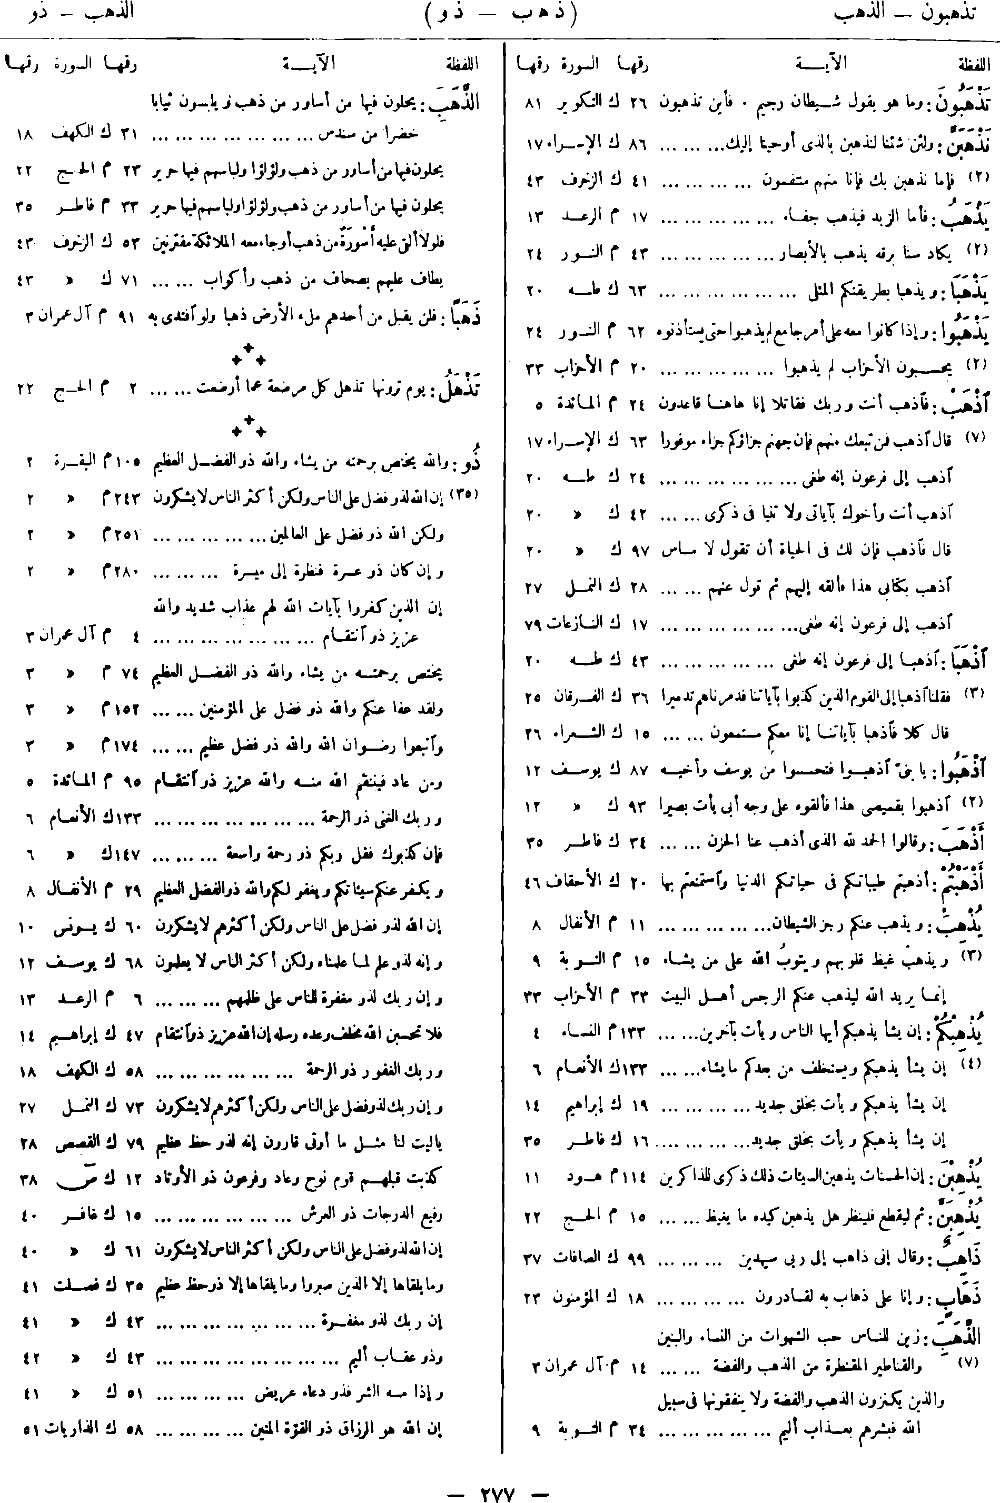 تذهبون – الذهب
(ذهب – ذو)
الذهب – ذو
اللفظة الآيـــة رقها السورة رقها
تَذْهَبُونَ : وما هو بقول شيطان رجيم ٠ فأين تذهبون ٢٦ ك التكوير ٨١
نَذْهَبَنَّ : ولئن شئنا لنذهبن بالذى أوحينا إليك ... ... ٨٦ ك الإسراء ١٧
(٢) فإما نذهبن بك فإنا منهم منتقمون ... ... ... ٤١ ك الزخرف ٤٣
يَذْهَبُ : فأما الزبد فيذهب جفاء ... ... ... ... ... ١٧ م الرعد ١٣
(٢) يكاد سنا برقه يذهب بالأبصار ... ... ... ... ٤٣ م النور ٢٤
يَذْهَبَا : ويذهبا بطريقتكم المثلى ... ... ... ... ... ٦٣ ك طه ٢٠
يَذْهَبُوا : وإذا كانوا معه على أمر جامع لم يذهبوا حتى يستأذنوه ٦٢ م النور ٢٤
(٢) يحسبون الأحزاب لم يذهبوا ... ... ... ... ٢٠ م الأحزاب ٣٣
ٱذْهَبْ : فٱذهب أنت وربك فقاتلا إنا هاهنا قاعدون ٢٤ م المائدة ٥
(٧) قال ٱذهب فمن تبعك منهم فإن جهنم جزاؤكم جزاء موفورا ٦٣ ك الإسراء ١٧
ٱذهب إلى فرعون إنه طغى ... ... ... ... ... ... ٢٤ ك طه ٢٠
ٱذهب أنت وأخوك بآياتى ولا تنيا فى ذكرى ... ... ٤٢ ك » ٢٠
قال فٱذهب فإن لك فى الحياة أن تقول لا مساس ٩٧ ك » ٢٠
ٱذهب بكتابى هذا فألقه إليهم ثم تول عنهم ... ... ٢٨ ك النمل ٢٧
ٱذهب إلى فرعون إنه طغى ... ... ... ... ... ... ١٧ ك النازعات ٧٩
ٱذْهَبَا : ٱذهبا إلى فرعون إنه طغى ... ... ... ... ... ٤٣ ك طه ٢٠
(٣) فقلنا ٱذهبا إلى القوم الذين كذبوا بآياتنا فدمرناهم تدميرا ٣٦ ك الفرقان ٢٥
قال كلا فٱذهبا بآياتنا إنا معكم مستمعون ... ... ١٥ ك الشعراء ٢٦
ٱذْهَبُوا : يا بنىّ ٱذهبوا فتحسسوا من يوسف وأخيه ٨٧ ك يوسف ١٢
(٢) ٱذهبوا بقميصى هذا فألقوه على وجه أبى يأت بصيرا ٩٣ ك » ١٢
أَذْهَبَ : وقالوا الحمد لله الذى أذهب عنا الحزن ... ... ٣٤ ك فاطر ٣٥
أَذْهَبْتُمْ : أذهبتم طيباتكم فى حياتكم الدنيا وٱستمتعتم بها ٢٠ ك الأحقاف ٤٦
يُذْهِبَ : ويذهب عنكم رجز الشيطان ... ... ... ... ... ١١ م الأنفال ٨
(٣) ويذهبْ غيظ قلوبهم ويتوبُ الله على من يشاء ١٥ م التوبة ٩
إنما يريد الله ليذهب عنكم الرجس أهل البيت ٣٣ م الأحزاب ٣٣
يُذْهِبْكُمْ : إن يشأ يذهبكم أيها الناس ويأت بآخرين ... ... ١٣٣ م النساء ٤
(٤) إن يشأ يذهبكم ويستخلف من بعدكم ما يشاء ... ... ١٣٣ ك الأنعام ٦
إن يشأ يذهبكم ويأت بخلق جديد ... ... ... ... ١٩ ك إبراهيم ١٤
إن يشأ يذهبكم ويأت بخلق جديد ... ... ... ... ١٦ ك فاطر ٣٥
يُذْهِبْنَ : إن الحسنات يذهبن السيئات ذلك ذكرى للذاكرين ١١٤ م هود ١١
يُذْهِبَنَّ : ثم ليقطع فلينظر هل يذهبن كيده ما يغيظ ... ... ١٥ م الحج ٢٢
ذَاهِبٌ : وقال إنى ذاهب إلى ربى سيهدين ... ... ... ٩٩ ك الصافات ٣٧
ذَهَابٍ : وإنا على ذهاب به لقادرون ... ... ... ... ١٨ ك المؤمنون ٢٣
الذَّهَبِ : زين للناس حب الشهوات من النساء والبنين
(٧) والقناطير المقنطرة من الذهب والفضة ... ... ١٤ م آل عمران ٣
والذين يكنزون الذهب والفضة ولا ينفقونها فى سبيل
الله فبشرهم بعذاب أليم ... ... ... ... ... ٣٤ م التوبة ٩
اللفظة الآيـــة رقها السورة رقها
الذَّهَبَ : يحلون فيها من أساور من ذهب ويلبسون ثيابا
خضرا من سندس ... ... ... ... ... ... ... ٣١ ك الكهف ١٨
يحلون فيها من أساور من ذهب ولؤلؤا ولباسهم فيها حرير ٢٣ م الحج ٢٢
يحلون فيها من أساور من ذهب ولؤلؤا ولباسهم فيها حرير ٣٣ م فاطر ٣٥
فلولا ألقى عليه أَسْوِرَةٌ من ذهب أو جاء معه الملائكة مقترنين ٥٣ ك الزخرف ٤٣
يطاف عليهم بصحاف من ذهب وأكواب ... ... ٧١ ك » ٤٣
ذَهَبًا : فلن يقبل من أحدهم ملء الأرض ذهبا ولو ٱفتدى به ٩١ م آل عمران ٣
تَذْهَلُ : يوم ترونها تذهل كل مرضعة عما أرضعت ... ... ٢ م الحج ٢٢
ذُو : والله يختص برحمته من يشاء والله ذو الفضل العظيم ١٠٥ م البقرة ٢
(٣٥) إن الله لذو فضل على الناس ولكن أكثر الناس لا يشكرون ٢٤٣ م » ٢
ولكن الله ذو فضل على العالمين ... ... ... ... ... ٢٥١ م » ٢
وإن كان ذو عسرة فنظرة إلى ميسرة ... ... ... ٢٨٠ م » ٢
إن الذين كفروا بآيات الله لهم عذاب شديد والله
عزيز ذو ٱنتقام ... ... ... ... ... ... ... ٤ م آل عمران ٣
يختص برحمته من يشاء والله ذو الفضل العظيم ٧٤ م » ٣
ولقد عفا عنكم والله ذو فضل على المؤمنين ... ... ١٥٢ م » ٣
وٱتبعوا رضوان الله والله ذو فضل عظيم ... ... ١٧٤ م » ٣
ومن عاد فينتقم الله منه والله عزيز ذو ٱنتقام ٩٥ م المائدة ٥
وربك الغنى ذو الرحمة ... ... ... ... ... ... ... ١٣٣ ك الأنعام ٦
فإن كذبوك فقل ربكم ذو رحمة واسعة ... ... ... ١٤٧ ك » ٦
ويكفر عنكم سيئاتكم ويغفر لكم والله ذو الفضل العظيم ٢٩ م الأنفال ٨
إن الله لذو فضل على الناس ولكن أكثرهم لا يشكرون ٦٠ ك يونس ١٠
وإنه لذو علم لما علمناه ولكن أكثر الناس لا يعلمون ٦٨ ك يوسف ١٢
وإن ربك لذو مغفرة للناس على ظلمهم ... ... ... ٦ م الرعد ١٣
فلا تحسبن الله مخلف وعده رسله إن الله عزيز ذو ٱنتقام ٤٧ ك إبراهيم ١٤
وربك الغفور ذو الرحمة ... ... ... ... ... ... ٥٨ ك الكهف ١٨
وإن ربك لذو فضل على الناس ولكن أكثرهم لا يشكرون ٧٣ ك النمل ٢٧
ياليت لنا مثل ما أوتى قارون إنه لذو حظ عظيم ٧٩ ك القصص ٢٨
كذبت قبلهم قوم نوح وعاد وفرعون ذو الأوتاد ١٢ ك صٓ ٣٨
رفيع الدرجات ذو العرش ... ... ... ... ... ... ١٥ ك غافر ٤٠
إن الله لذو فضل على الناس ولكن أكثر الناس لا يشكرون ٦١ ك » ٤٠
وما يلقاها إلا الذين صبروا وما يلقاها إلا ذو حظ عظيم ٣٥ ك فصلت ٤١
إن ربك لذو مغفرة ... ... ... ... ... ... ... ٤٣ ك » ٤١
وذو عقاب أليم ... ... ... ... ... ... ... ... ٤٣ ك » ٤٢
وإذا مسه الشر فذو دعاء عريض ... ... ... ... ٥١ ك » ٤١
إن الله هو الرزاق ذو القوة المتين ... ... ... ... ٥٨ ك الذاريات ٥١
– ٢٧٧ –